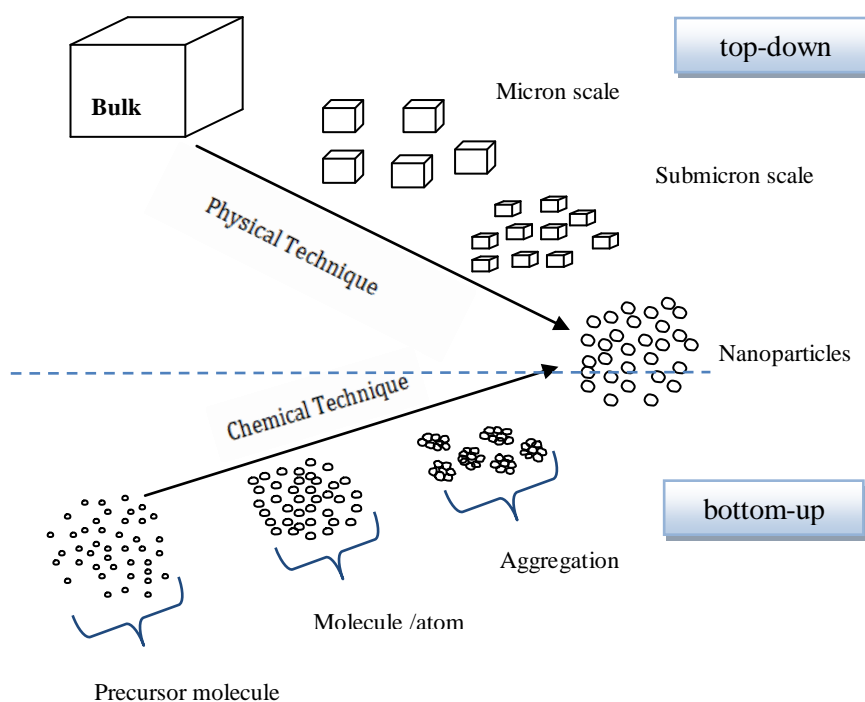 top-down
Bulk
Micron scale
Submicron scale
Physical Technique
Nanoparticles
Chemical Technique
bottom-up
Aggregation
Molecule /atom
Precursor molecule